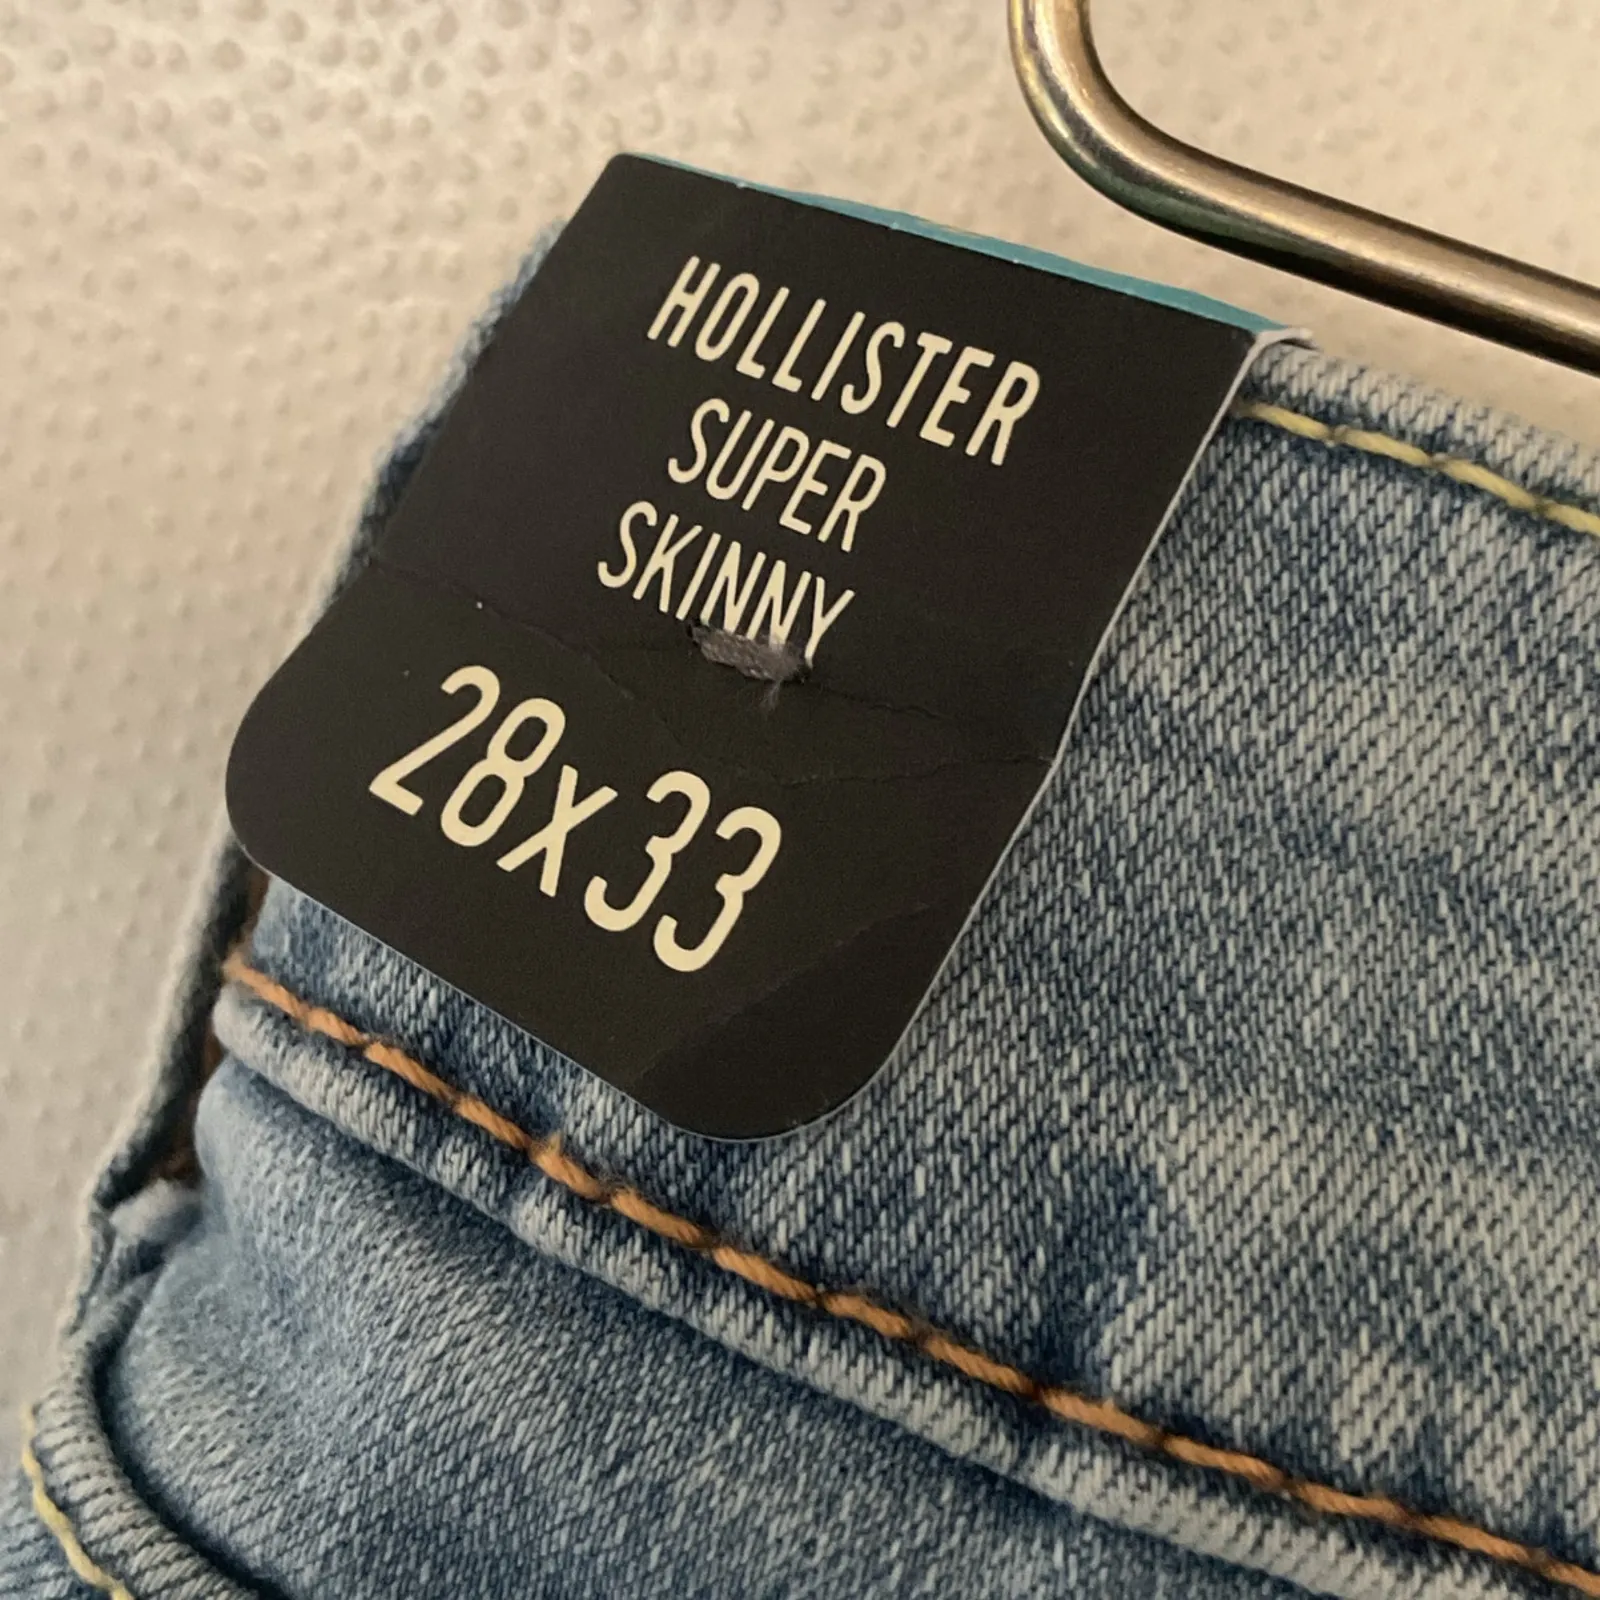 HOLLISTER
SUPER
SKINNY
28x33